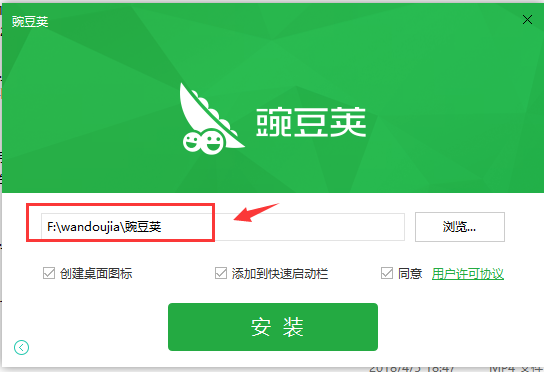 豌豆荚
豌豆荚
F:\wandoujia\豌豆荚
浏览...
创建桌面图标
添加到快速启动栏
同意 用户许可协议
安 装
2018/4/5 18:47
MP4 文件